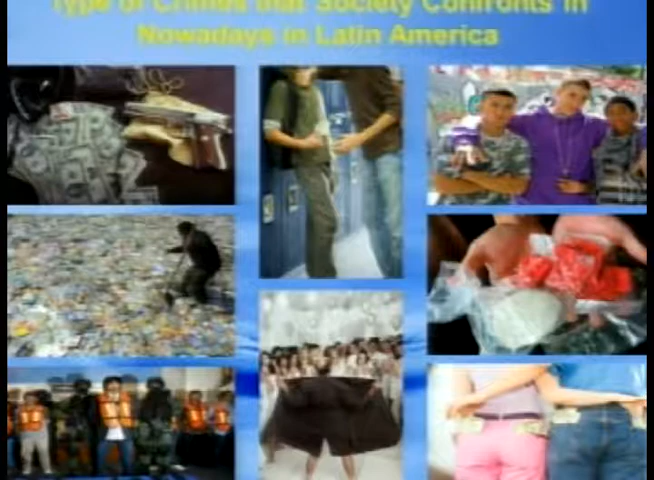 Type of Crimes that Society Confronts in
Nowadays in Latin America